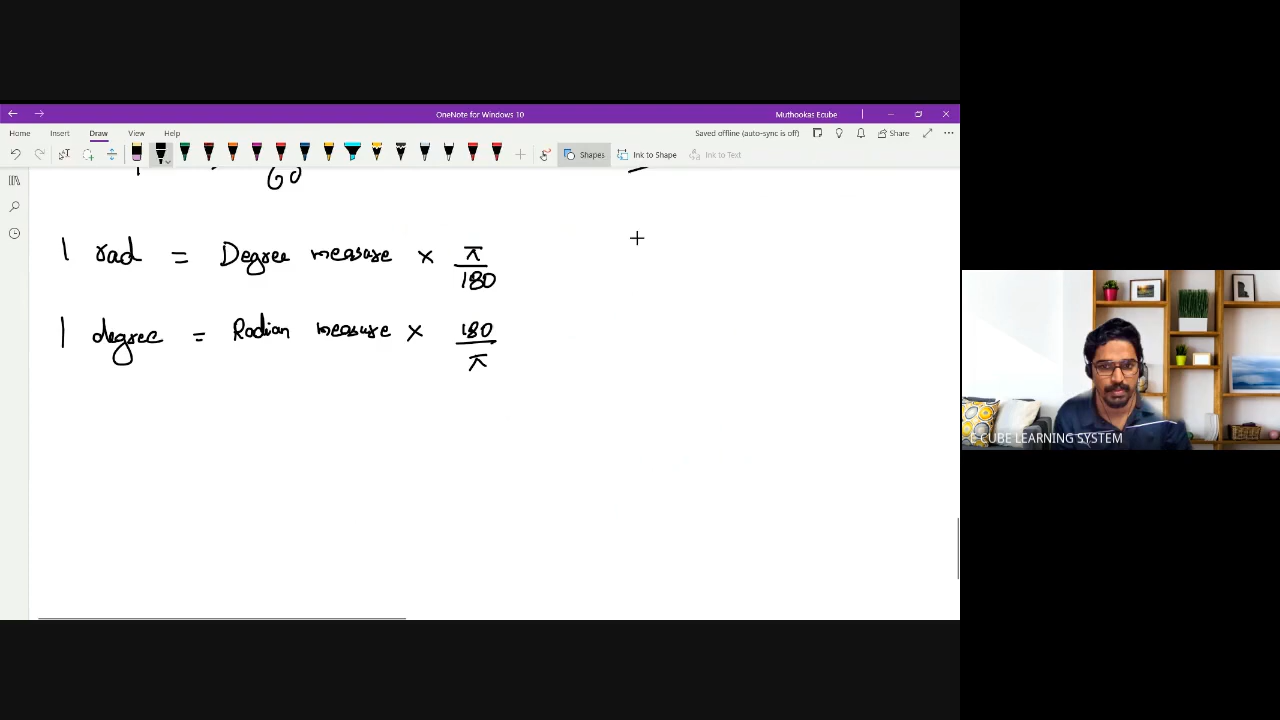 OneNote for Windows 10
Muthookas Ecube
Home Insert Draw View Help
Saved offline (auto-sync is off)
Share
Shapes
Ink to Shape
Ink to Text
60
1 rad = Degree measure × π/180
1 degree = Radian measure × 180/π
E CUBE LEARNING SYSTEM